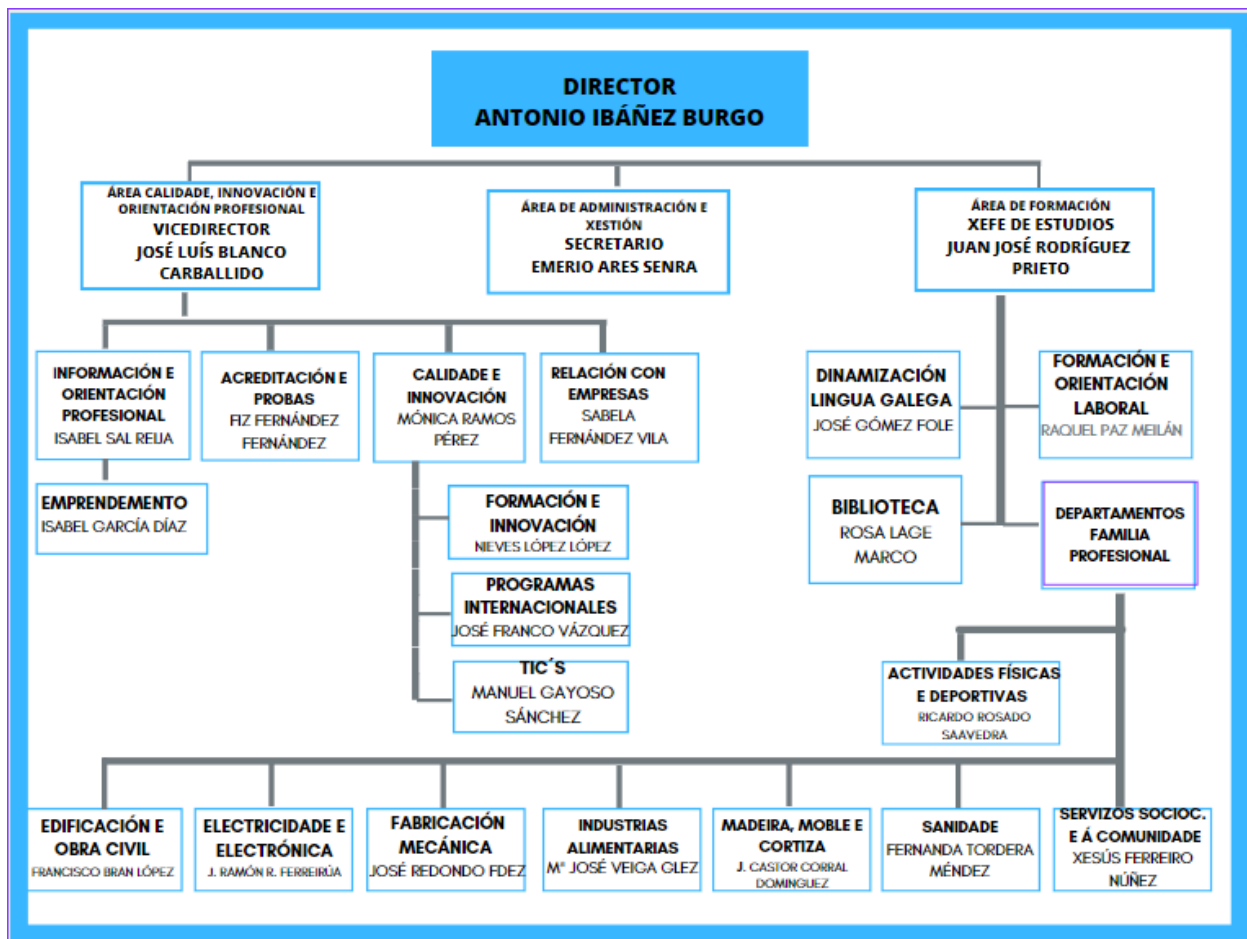 DIRECTOR
ANTONIO IBÁÑEZ BURGO
ÁREA CALIDADE, INNOVACIÓN E
ORIENTACIÓN PROFESIONAL
VICEDIRECTOR
JOSÉ LUÍS BLANCO
CARBALLIDO
ÁREA DE ADMINISTRACIÓN E
XESTIÓN
SECRETARIO
EMERIO ARES SENRA
ÁREA DE FORMACIÓN
XEFE DE ESTUDIOS
JUAN JOSÉ RODRÍGUEZ
PRIETO
INFORMACIÓN E
ORIENTACIÓN
PROFESIONAL
ISABEL SAL REIJA
ACREDITACIÓN E
PROBAS
FIZ FERNÁNDEZ
FERNÁNDEZ
CALIDADE E
INNOVACIÓN
MÓNICA RAMOS
PÉREZ
RELACIÓN CON
EMPRESAS
SABELA
FERNÁNDEZ VILA
DINAMIZACIÓN
LINGUA GALEGA
JOSÉ GÓMEZ FOLE
FORMACIÓN E
ORIENTACIÓN
LABORAL
RAQUEL PAZ MEILÁN
EMPRENDEMENTO
ISABEL GARCÍA DÍAZ
FORMACIÓN E
INNOVACIÓN
NIEVES LÓPEZ LÓPEZ
BIBLIOTECA
ROSA LAGE
MARCO
DEPARTAMENTOS
FAMILIA
PROFESIONAL
PROGRAMAS
INTERNACIONALES
JOSÉ FRANCO VÁZQUEZ
TIC´S
MANUEL GAYOSO
SÁNCHEZ
ACTIVIDADES FÍSICAS
E DEPORTIVAS
RICARDO ROSADO
SAAVEDRA
EDIFICACIÓN E
OBRA CIVIL
FRANCISCO BRAN LÓPEZ
ELECTRICIDADE E
ELECTRÓNICA
J. RAMÓN R. FERREIRÚA
FABRICACIÓN
MECÁNICA
JOSÉ REDONDO FDEZ
INDUSTRIAS
ALIMENTARIAS
Mª JOSÉ VEIGA GLEZ
MADEIRA, MOBLE E
CORTIZA
J. CASTOR CORRAL
DOMINGUEZ
SANIDADE
FERNANDA TORDERA
MÉNDEZ
SERVIZOS SOCIOC.
E Á COMUNIDADE
XESÚS FERREIRO
NÚÑEZ